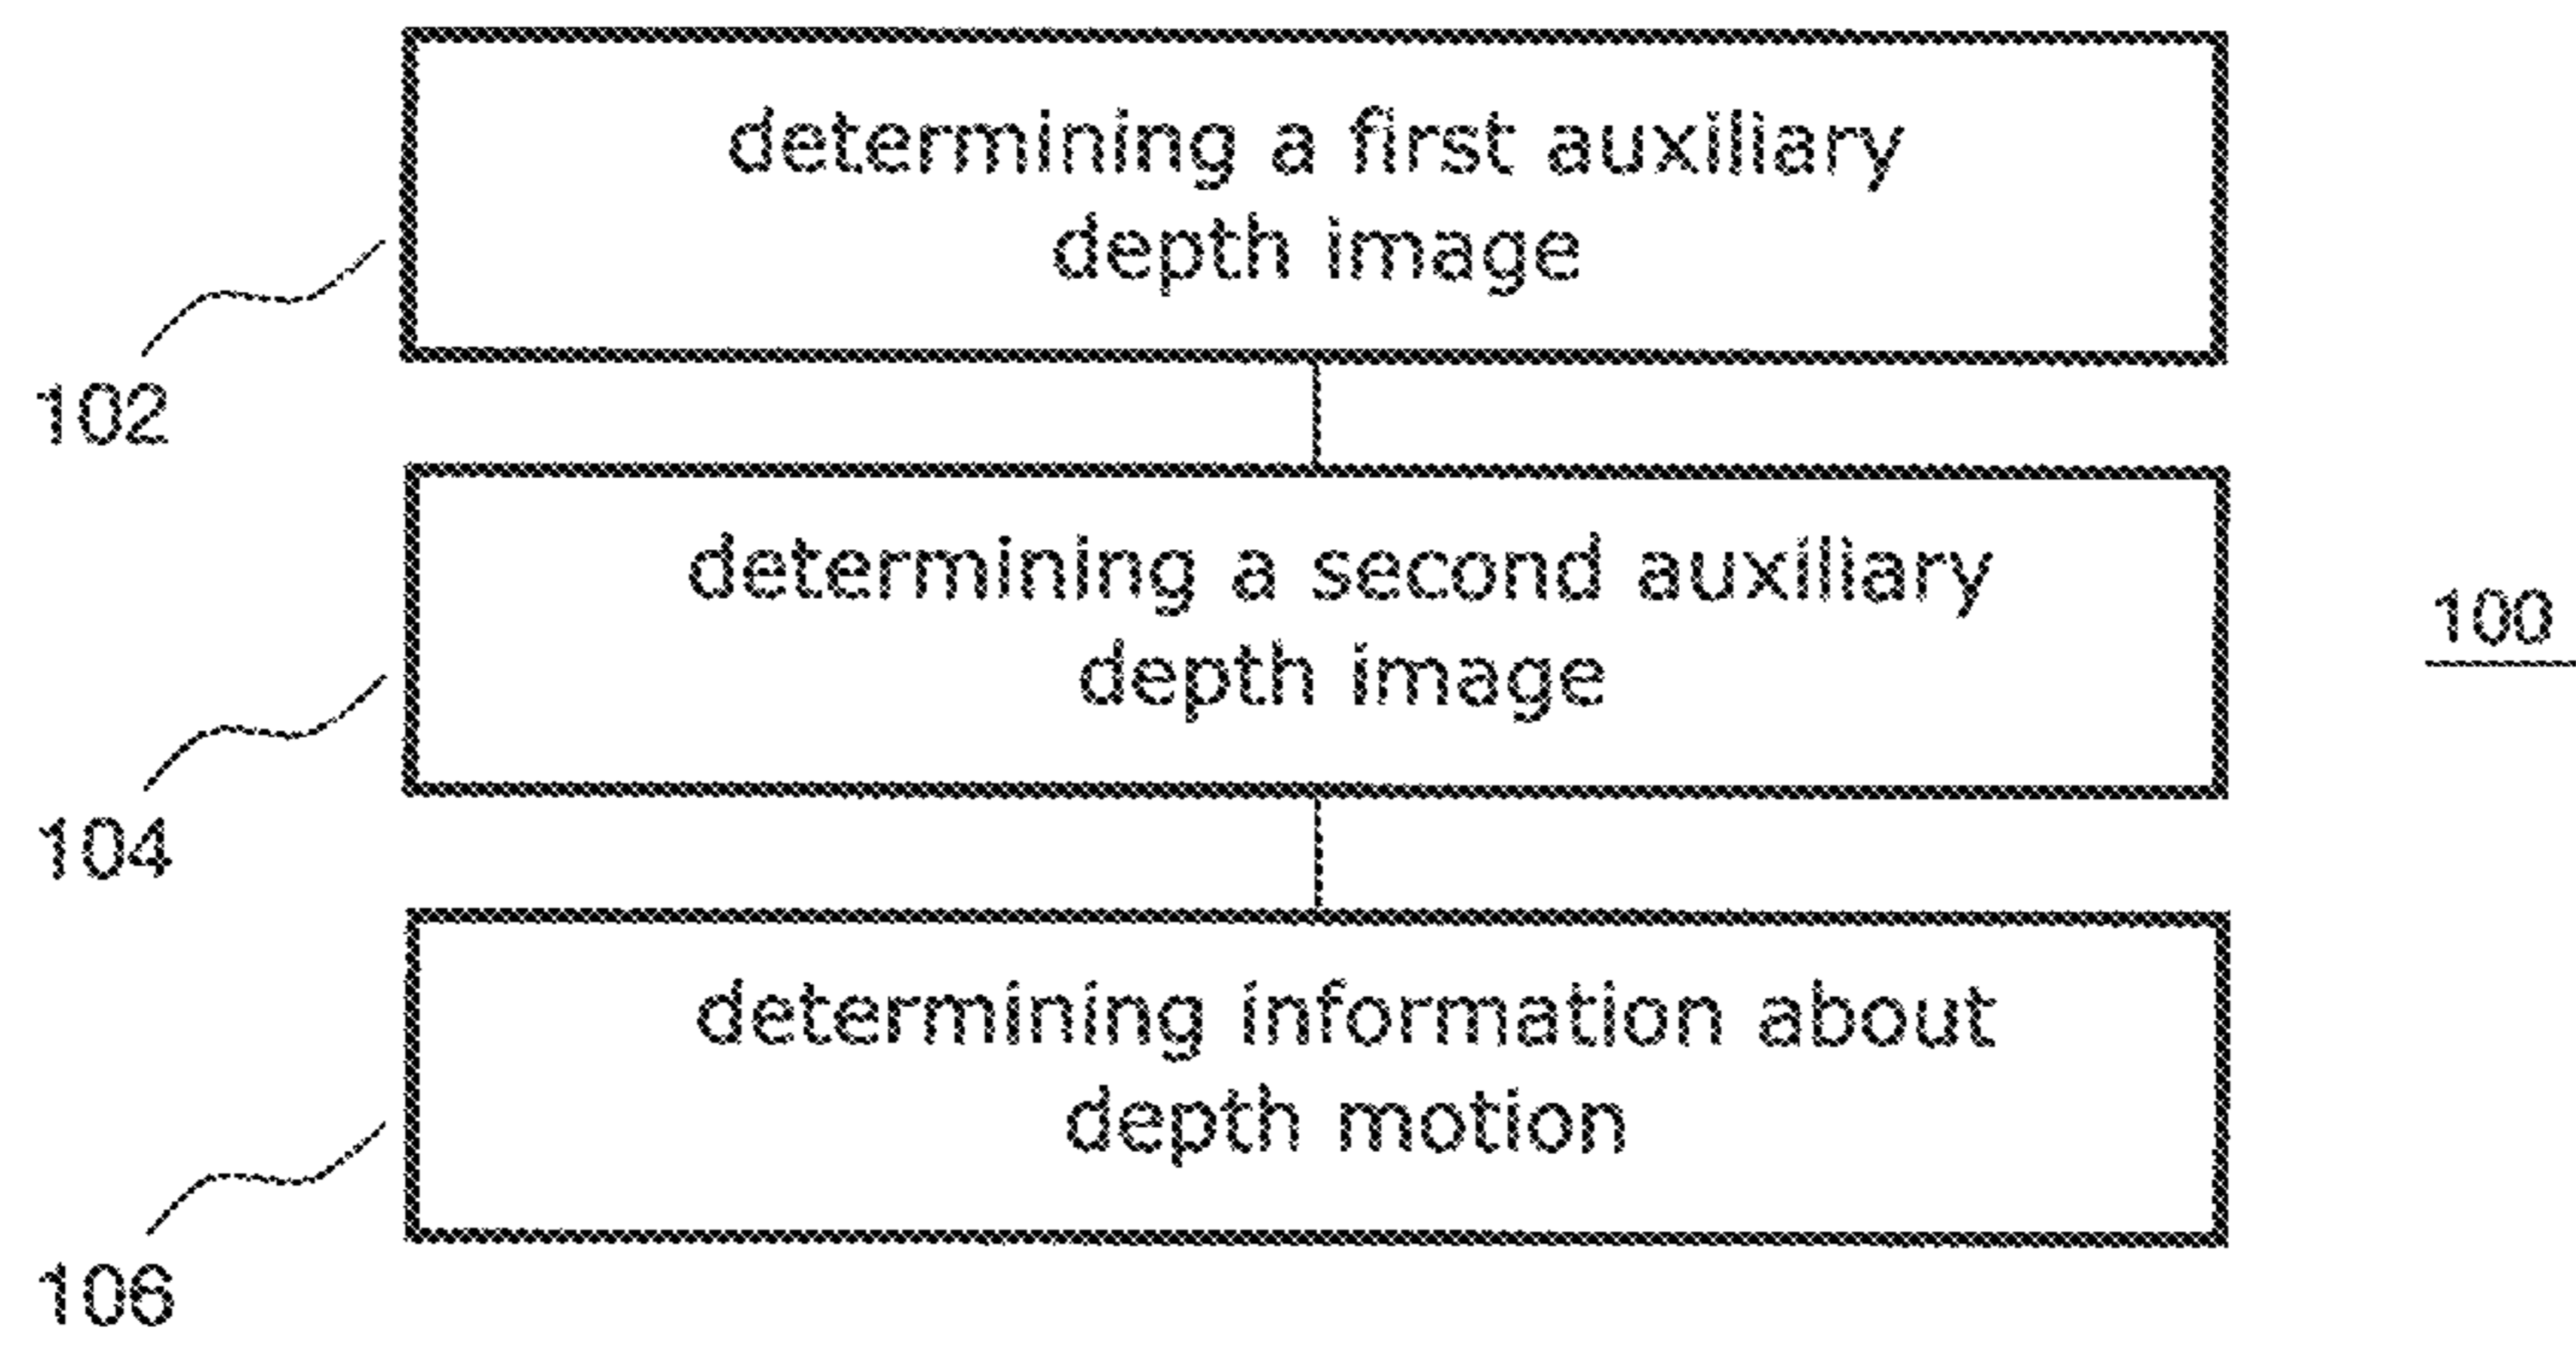 determining a first auxiliary
depth image
102
determining a second auxiliary
depth image
100
104
determining information about
depth motion
106